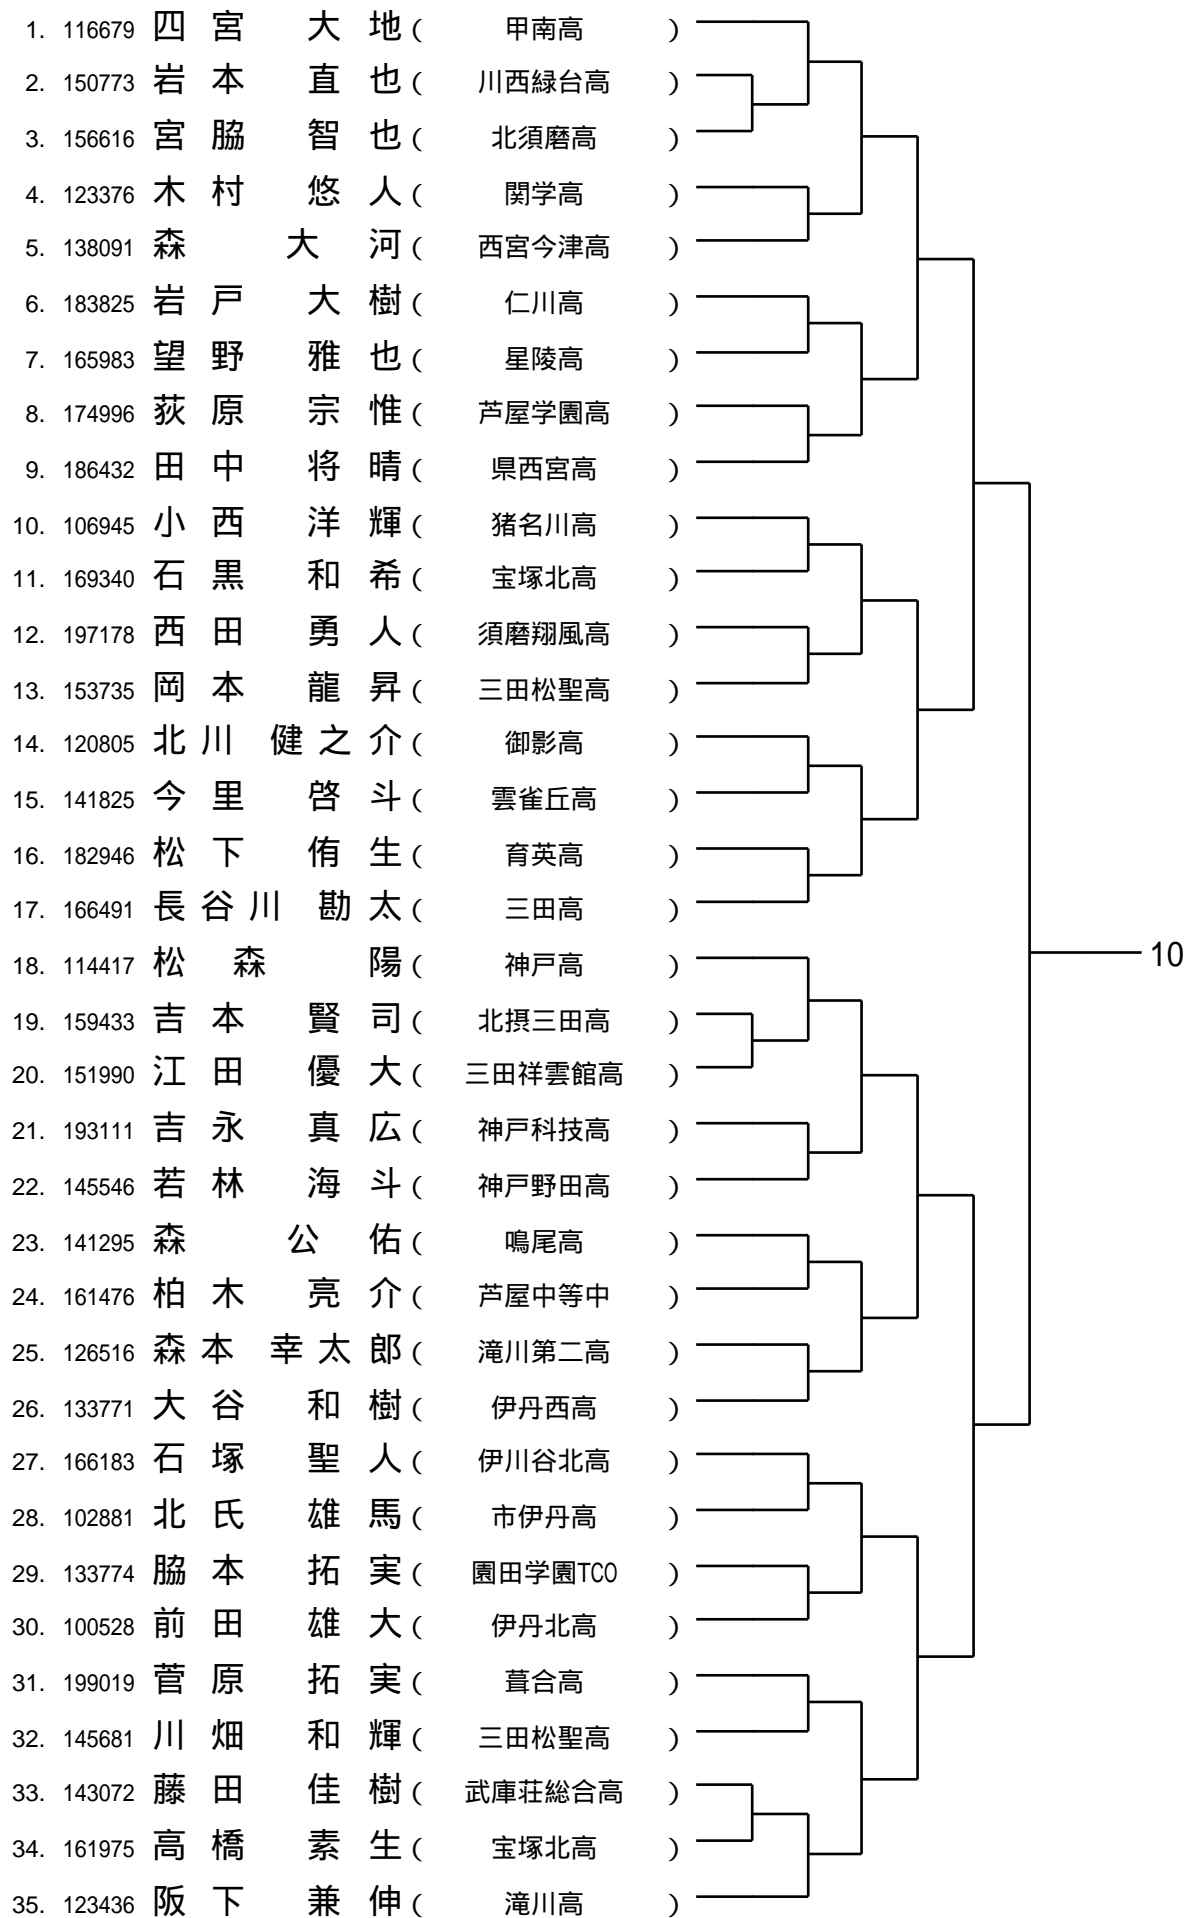 1. 116679 四宮 大地 ( 甲南高 )
2. 150773 岩本 直也 ( 川西緑台高 )
3. 156616 宮脇 智也 ( 北須磨高 )
4. 123376 木村 悠人 ( 関学高 )
5. 138091 森 大河 ( 西宮今津高 )
6. 183825 岩戸 大樹 ( 仁川高 )
7. 165983 望野 雅也 ( 星陵高 )
8. 174996 荻原 宗惟 ( 芦屋学園高 )
9. 186432 田中 将晴 ( 県西宮高 )
10. 106945 小西 洋輝 ( 猪名川高 )
11. 169340 石黒 和希 ( 宝塚北高 )
12. 197178 西田 勇人 ( 須磨翔風高 )
13. 153735 岡本 龍昇 ( 三田松聖高 )
14. 120805 北川 健之介 ( 御影高 )
15. 141825 今里 啓斗 ( 雲雀丘高 )
16. 182946 松下 侑生 ( 育英高 )
17. 166491 長谷川 勘太 ( 三田高 )
18. 114417 松森 陽 ( 神戸高 )
10
19. 159433 吉本 賢司 ( 北摂三田高 )
20. 151990 江田 優大 ( 三田祥雲館高 )
21. 193111 吉永 真広 ( 神戸科技高 )
22. 145546 若林 海斗 ( 神戸野田高 )
23. 141295 森 公佑 ( 鳴尾高 )
24. 161476 柏木 亮介 ( 芦屋中等中 )
25. 126516 森本 幸太郎 ( 滝川第二高 )
26. 133771 大谷 和樹 ( 伊丹西高 )
27. 166183 石塚 聖人 ( 伊川谷北高 )
28. 102881 北氏 雄馬 ( 市伊丹高 )
29. 133774 脇本 拓実 ( 園田学園TCO )
30. 100528 前田 雄大 ( 伊丹北高 )
31. 199019 菅原 拓実 ( 葺合高 )
32. 145681 川畑 和輝 ( 三田松聖高 )
33. 143072 藤田 佳樹 ( 武庫荘総合高 )
34. 161975 高橋 素生 ( 宝塚北高 )
35. 123436 阪下 兼伸 ( 滝川高 )